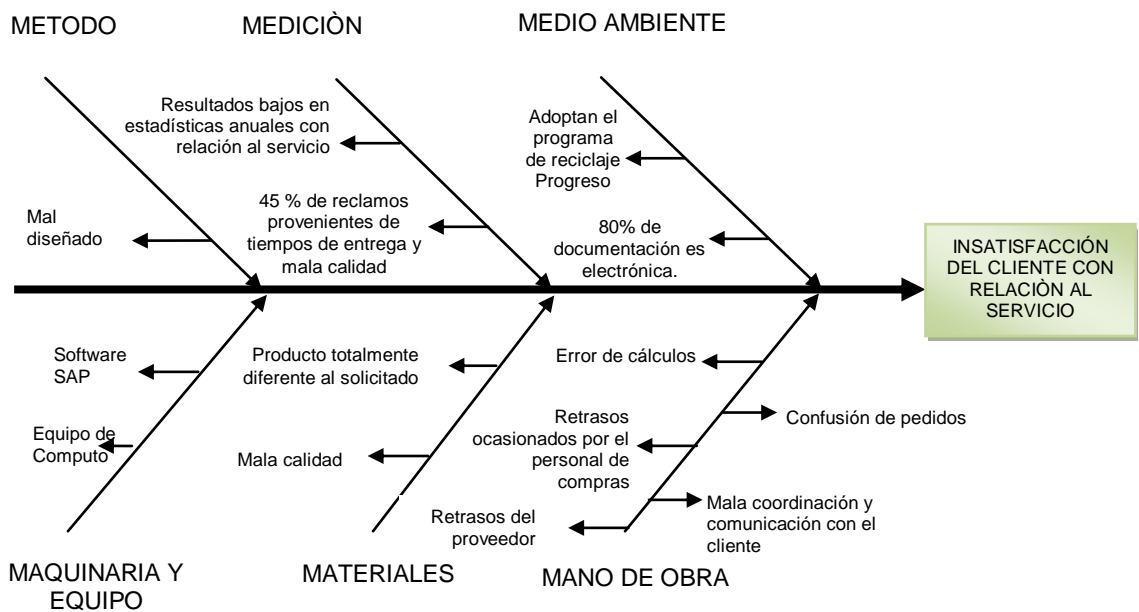 METODO
MEDICIÒN
MEDIO AMBIENTE
Resultados bajos en
estadísticas anuales con
relación al servicio
Adoptan el
programa
de reciclaje
Progreso
Mal
diseñado
45 % de reclamos
provenientes de
tiempos de entrega y
mala calidad
80% de
documentación es
electrónica.
INSATISFACCIÓN
DEL CLIENTE CON
RELACIÒN AL
SERVICIO
Software
SAP
Producto totalmente
diferente al solicitado
Error de cálculos
Confusión de pedidos
Equipo de
Computo
Mala calidad
Retrasos
ocasionados por el
personal de
compras
Retrasos del
proveedor
Mala coordinación y
comunicación con el
cliente
MAQUINARIA Y
EQUIPO
MATERIALES
MANO DE OBRA